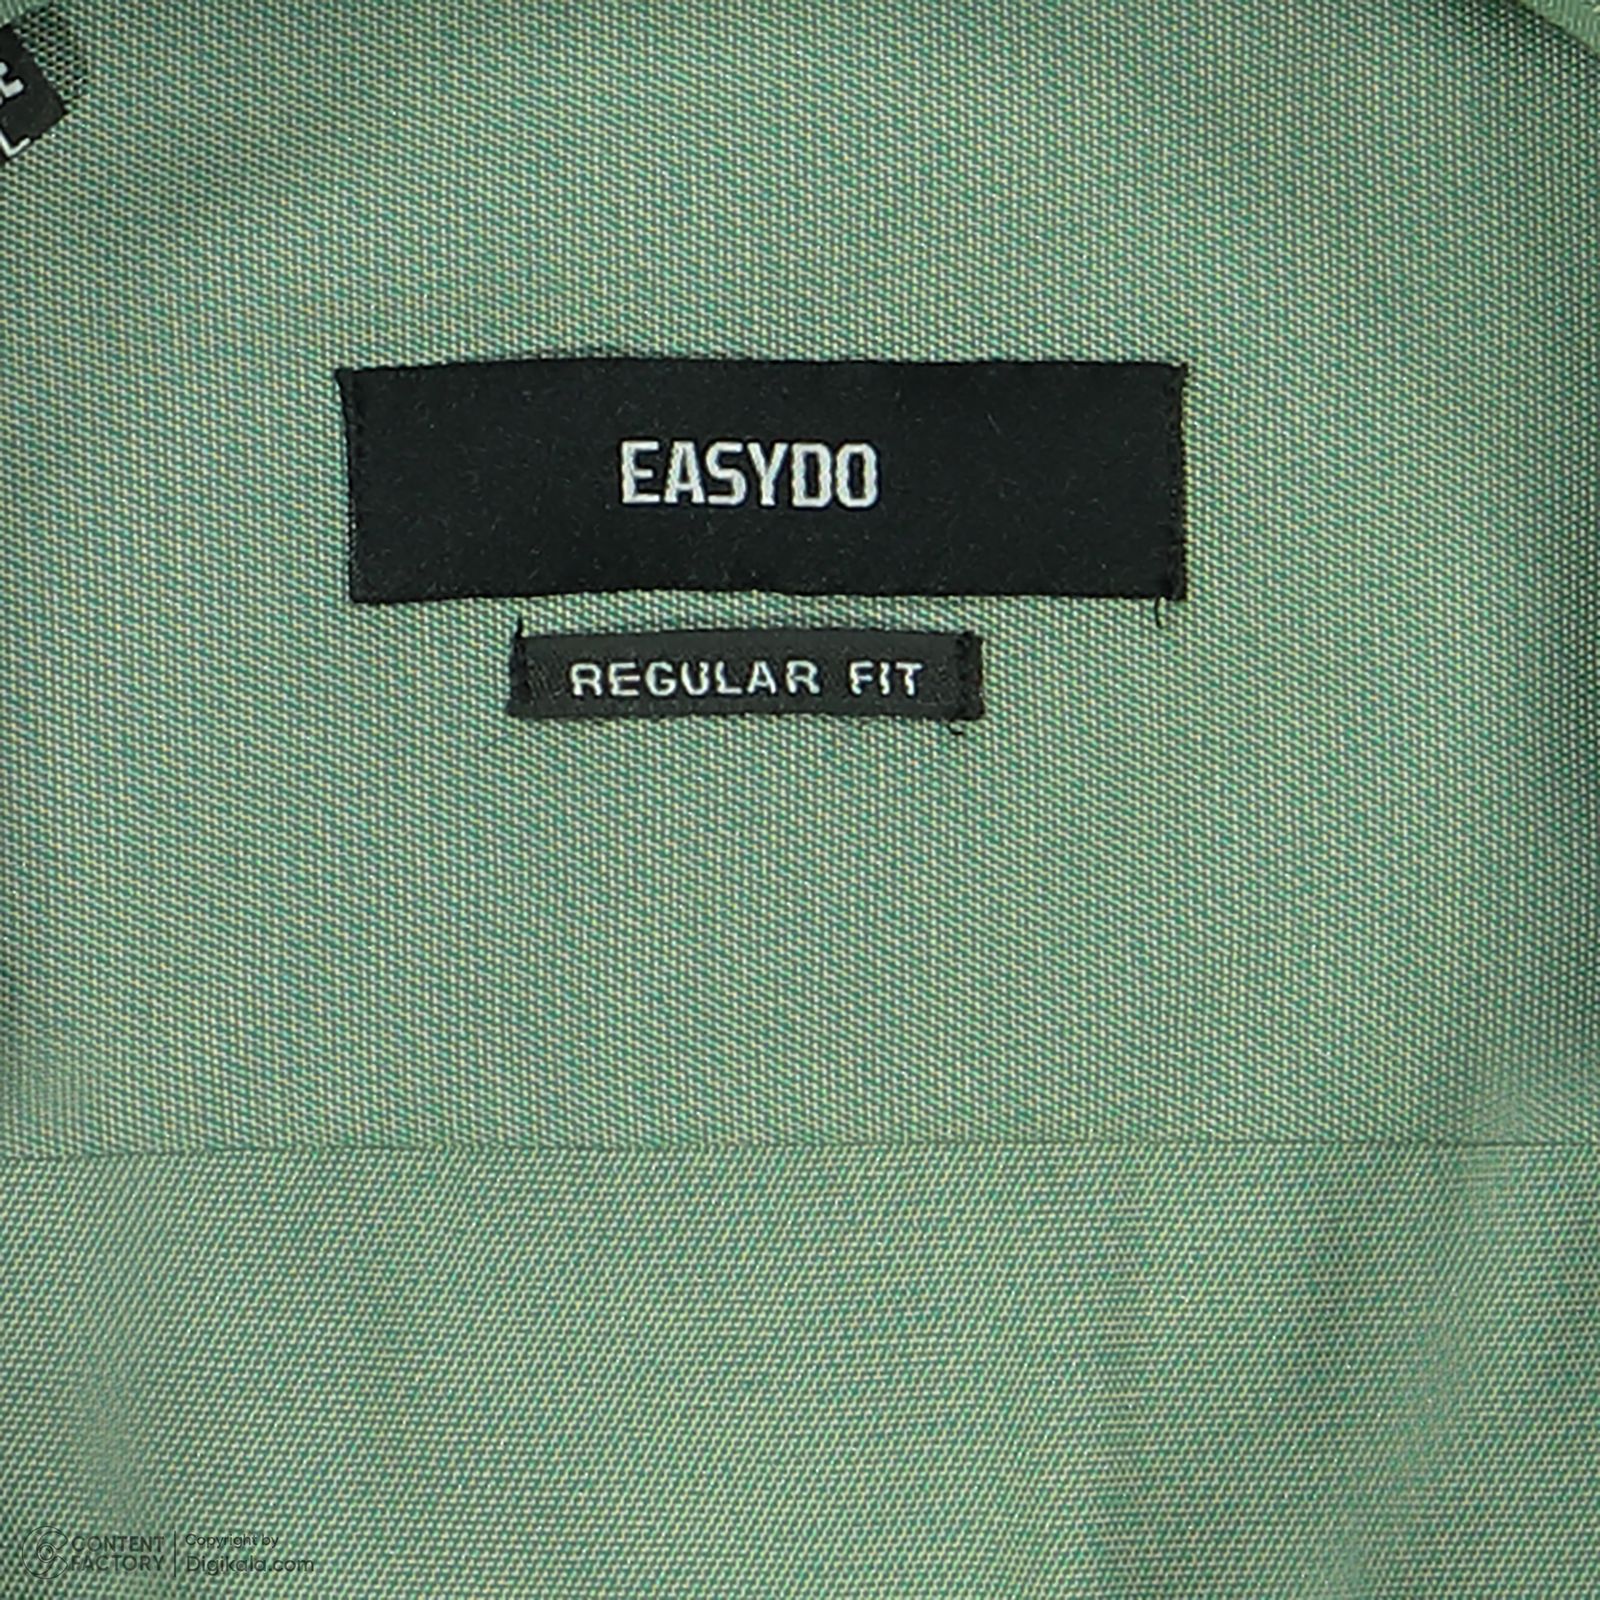 EASYDO
REGULAR FIT
CONTENT FACTORY
Copyright by
Digikala.com